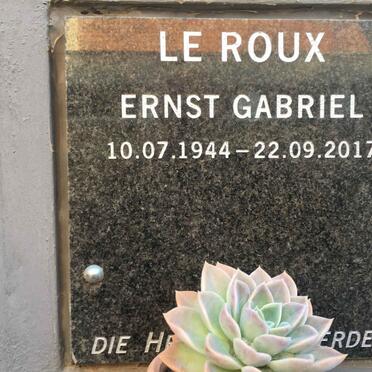 LE ROUX
ERNST GABRIEL
10.07.1944 – 22.09.2017
DIE